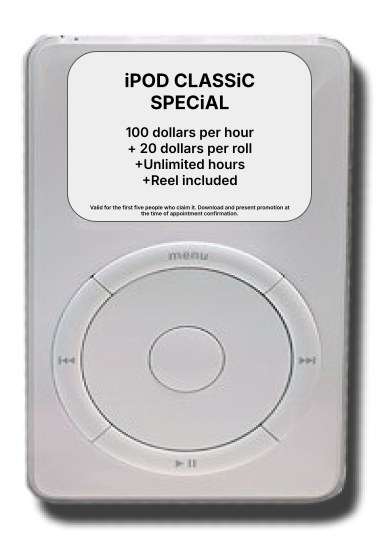 iPOD CLASSiC
SPECiAL
100 dollars per hour
+ 20 dollars per roll
+Unlimited hours
+Reel included
Valid for the first five people who claim it. Download and present promotion at
the time of appointment confirmation.
menu